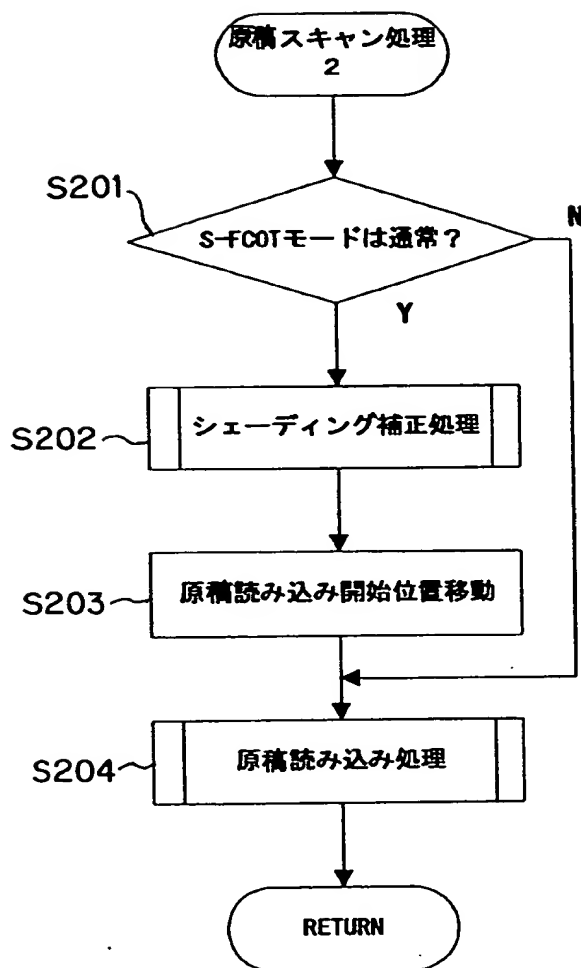 原稿スキャン処理
2
S201
S-FCOTモードは通常?
N
Y
S202
シェーディング補正処理
S203
原稿読み込み開始位置移動
S204
原稿読み込み処理
RETURN